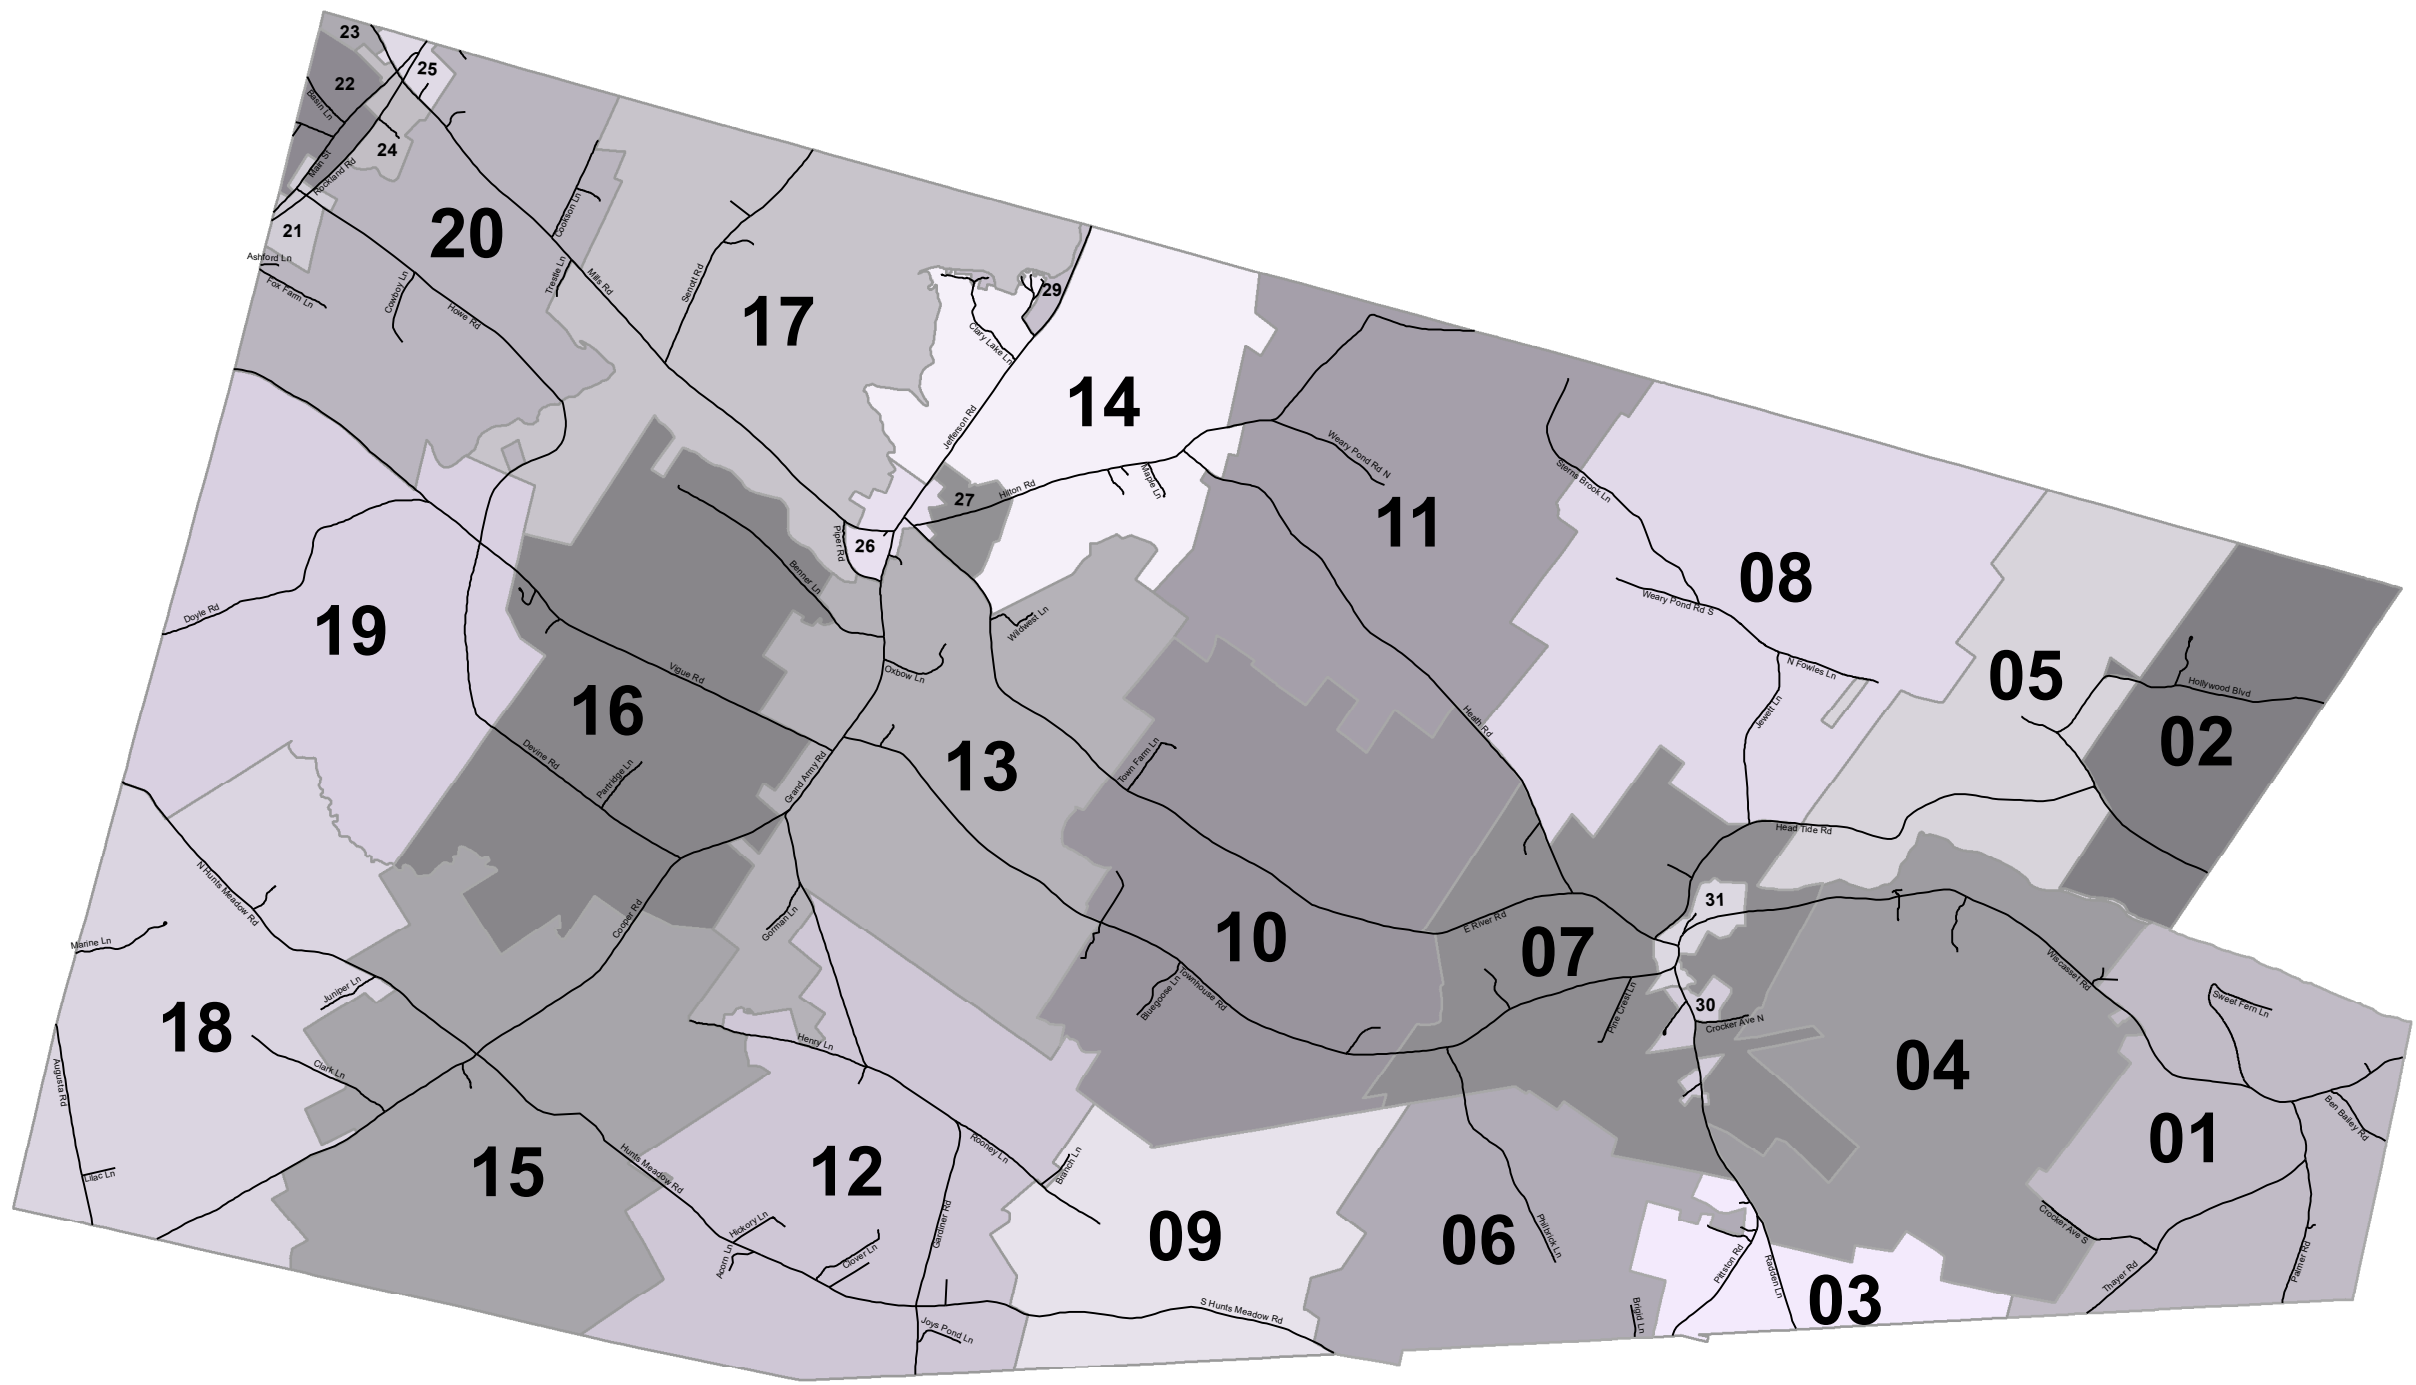 23
25
22
Basin Ln
24
Main St
Rockland Rd
20
Cookson Ln
21
Ashford Ln
Fox Farm Ln
Cowboy Ln
Howe Rd
Trestle Ln
Mills Rd
Senott Rd
17
29
Clary Lake Ln
14
Jefferson Rd
Weary Pond Rd N
Maple Ln
Hilton Rd
27
11
Sterns Brook Ln
08
Piper Rd
26
Benner Ln
Weary Pond Rd S
Doyle Rd
19
Wildwest Ln
Oxbow Ln
Vigue Rd
N Fowles Ln
05
Hollywood Blvd
02
16
Jewett Ln
Heath Rd
Devine Rd
Partridge Ln
Grand Army Rd
13
Town Farm Ln
Head Tide Rd
N Hunts Meadow Rd
31
Cooper Rd
Gorman Ln
Marine Ln
10
E River Rd
07
Wiscasset Rd
Juniper Ln
Bluegoose Ln
Townhouse Rd
Pine Crest Ln
30
Crocker Ave N
Sweet Fern Ln
18
Henry Ln
04
Augusta Rd
Clark Ln
01
Ben Bailey Rd
15
12
Hunts Meadow Rd
Rooney Ln
Branch Ln
Lilac Ln
Hickory Ln
Acorn Ln
Clover Ln
Gardiner Rd
09
06
Philbrick Ln
Crocker Ave S
Pittston Rd
Radden Ln
03
Thayer Rd
Palmer Rd
Joys Pond Ln
S Hunts Meadow Rd
Brigid Ln